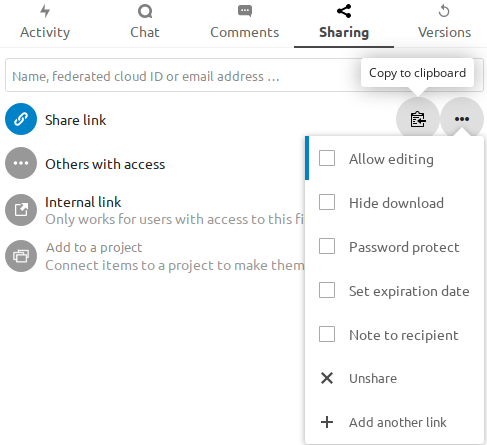 Activity
Chat
Comments
Sharing
Versions
Name, federated cloud ID or email address ...
Copy to clipboard
Share link
Others with access
Internal link
Only works for users with access to this fi
Add to a project
Connect items to a project to make them
Allow editing
Hide download
Password protect
Set expiration date
Note to recipient
Unshare
Add another link